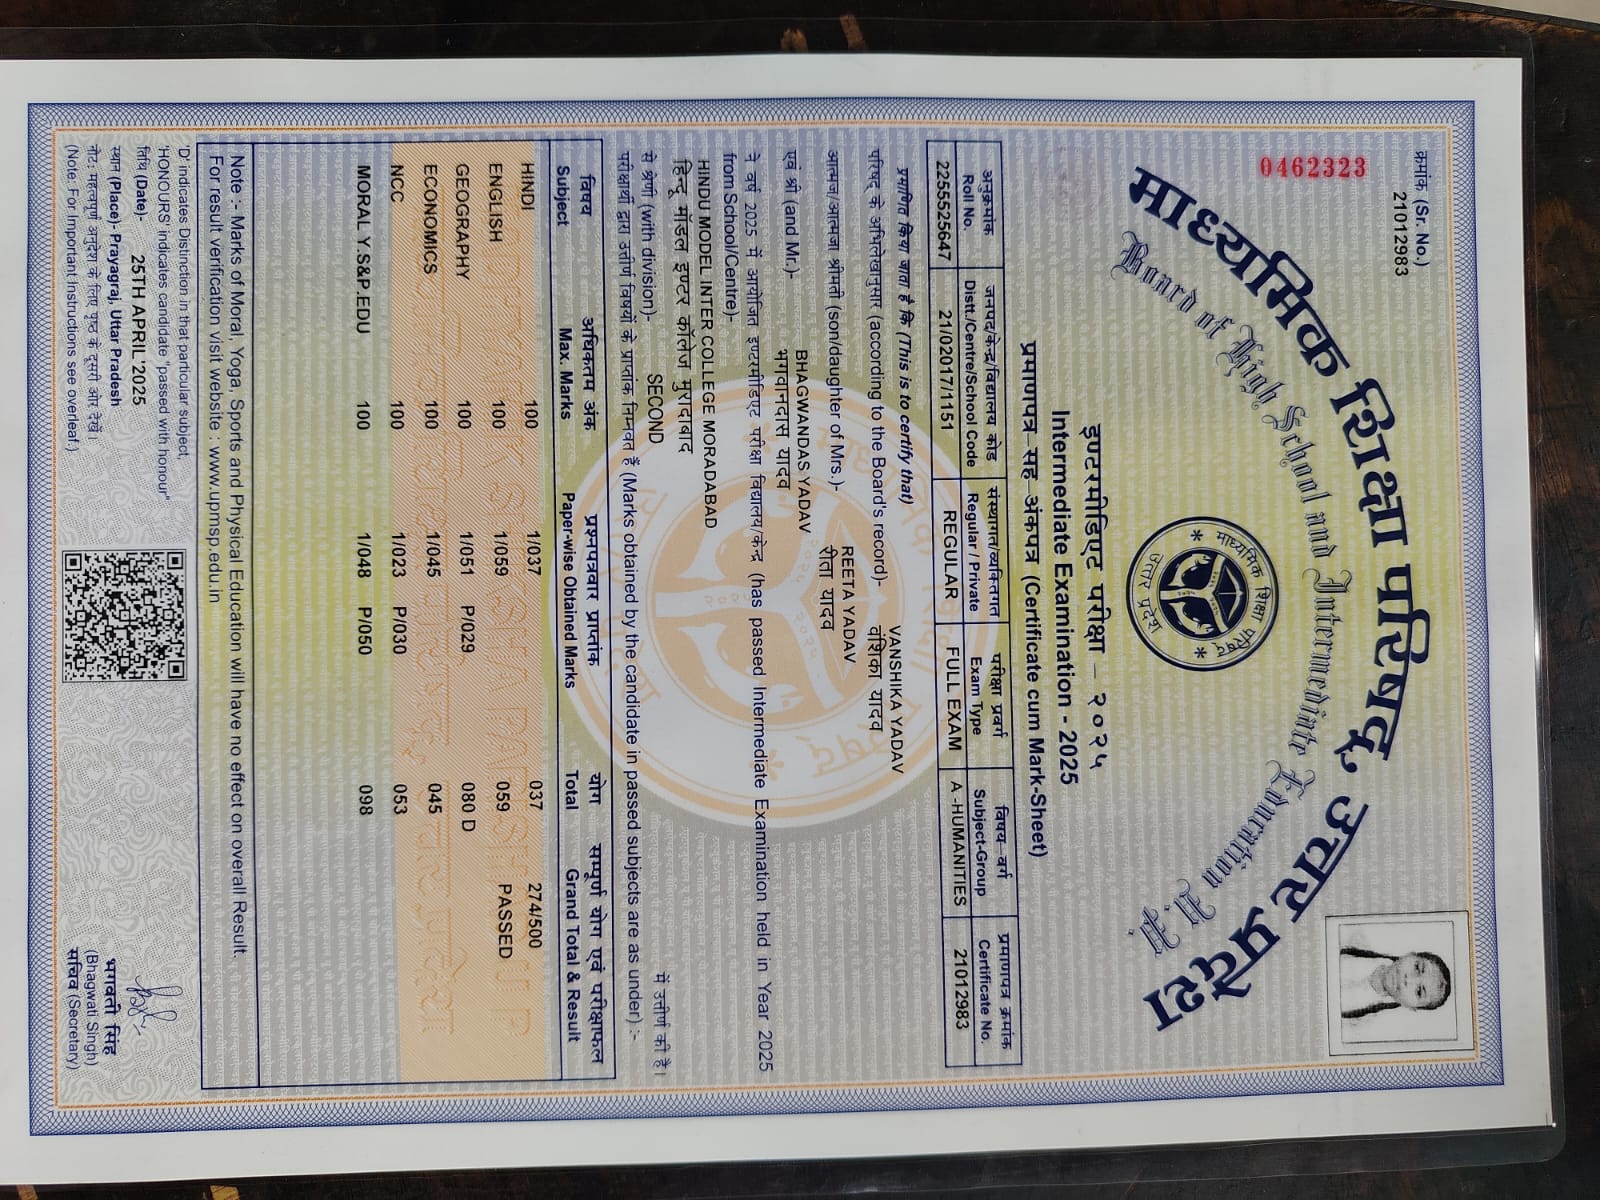 क्रमांक (Sr. No.)
21012983
0462323
माध्यमिक शिक्षा परिषद्, उत्तर प्रदेश
Board of High School and Intermediate Education U.P.
माध्यमिक शिक्षा परिषद्
उत्तर प्रदेश
इण्टरमीडिएट परीक्षा – २०२५
Intermediate Examination - 2025
प्रमाणपत्र सह अंकपत्र (Certificate cum Mark-Sheet)
अनुक्रमांक जनपद/केन्द्र/विद्यालय कोड संस्थागत/व्यक्तिगत परीक्षा प्रवर्ग विषय–वर्ग प्रमाणपत्र क्रमांक
Roll No. Distt./Centre/School Code Regular / Private Exam Type Subject-Group Certificate No.
2255525647 21/02017/1151 REGULAR FULL EXAM A -HUMANITIES 21012983
प्रमाणित किया जाता है कि (This is to certify that) VANSHIKA YADAV
परिषद के अभिलेखानुसार (according to the Board's record)- वंशिका यादव
REETA YADAV
आत्मज/आत्मजा श्रीमती (son/daughter of Mrs.)- रीता यादव
BHAGWANDAS YADAV
एवं श्री (and Mr.)- भगवानदास यादव
ने वर्ष 2025 में आयोजित इण्टरमीडिएट परीक्षा विद्यालय/केन्द्र (has passed Intermediate Examination held in Year 2025
from School/Centre)-
HINDU MODEL INTER COLLEGE MORADABAD
हिन्दू मॉडल इण्टर कॉलेज मुरादाबाद
से श्रेणी (with division)- SECOND में उत्तीर्ण की है।
परीक्षार्थी द्वारा उत्तीर्ण विषयों के प्राप्तांक निम्नवत हैं (Marks obtained by the candidate in passed subjects are as under) :-
विषय अधिकतम अंक प्रश्नपत्रवार प्राप्तांक योग सम्पूर्ण योग एवं परीक्षाफल
Subject Max. Marks Paper-wise Obtained Marks Total Grand Total & Result
HINDI 100 1/037 037 274/500
ENGLISH 100 1/059 059 PASSED
GEOGRAPHY 100 1/051 P/029 080 D
ECONOMICS 100 1/045 045
NCC 100 1/023 P/030 053
MORAL Y.S&P.EDU 100 1/048 P/050 098
Note :- Marks of Moral, Yoga, Sports and Physical Education will have no effect on overall Result.
For result verification visit website : www.upmsp.edu.in
'D' indicates Distinction in that particular subject,
'HONOURS' indicates candidate "passed with honour"
तिथि (Date)- 25TH APRIL'2025
स्थान (Place)- Prayagraj, Uttar Pradesh
नोट: महत्वपूर्ण अनुदेश के लिए पृष्ठ के दूसरी ओर देखें।
(Note. For Important Instructions see overleaf.)
भगवती सिंह
(Bhagwati Singh)
सचिव (Secretary)